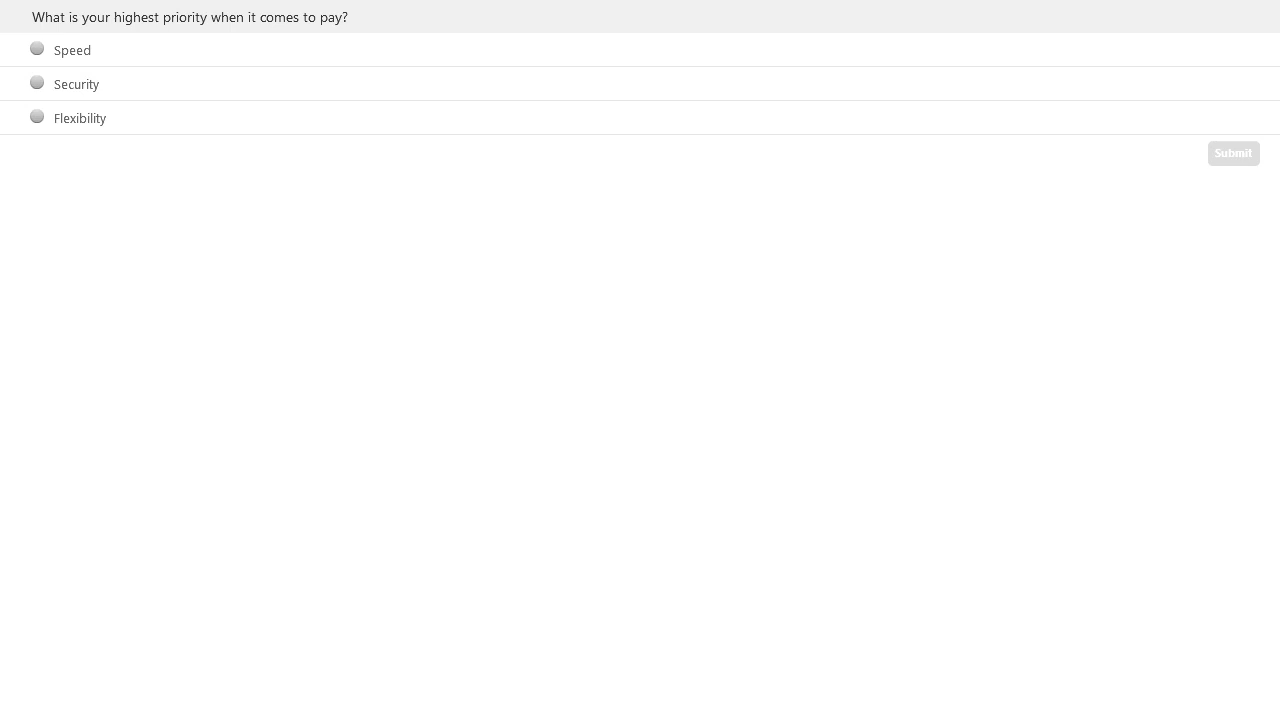 What is your highest priority when it comes to pay?
Speed
Security
Flexibility
Submit